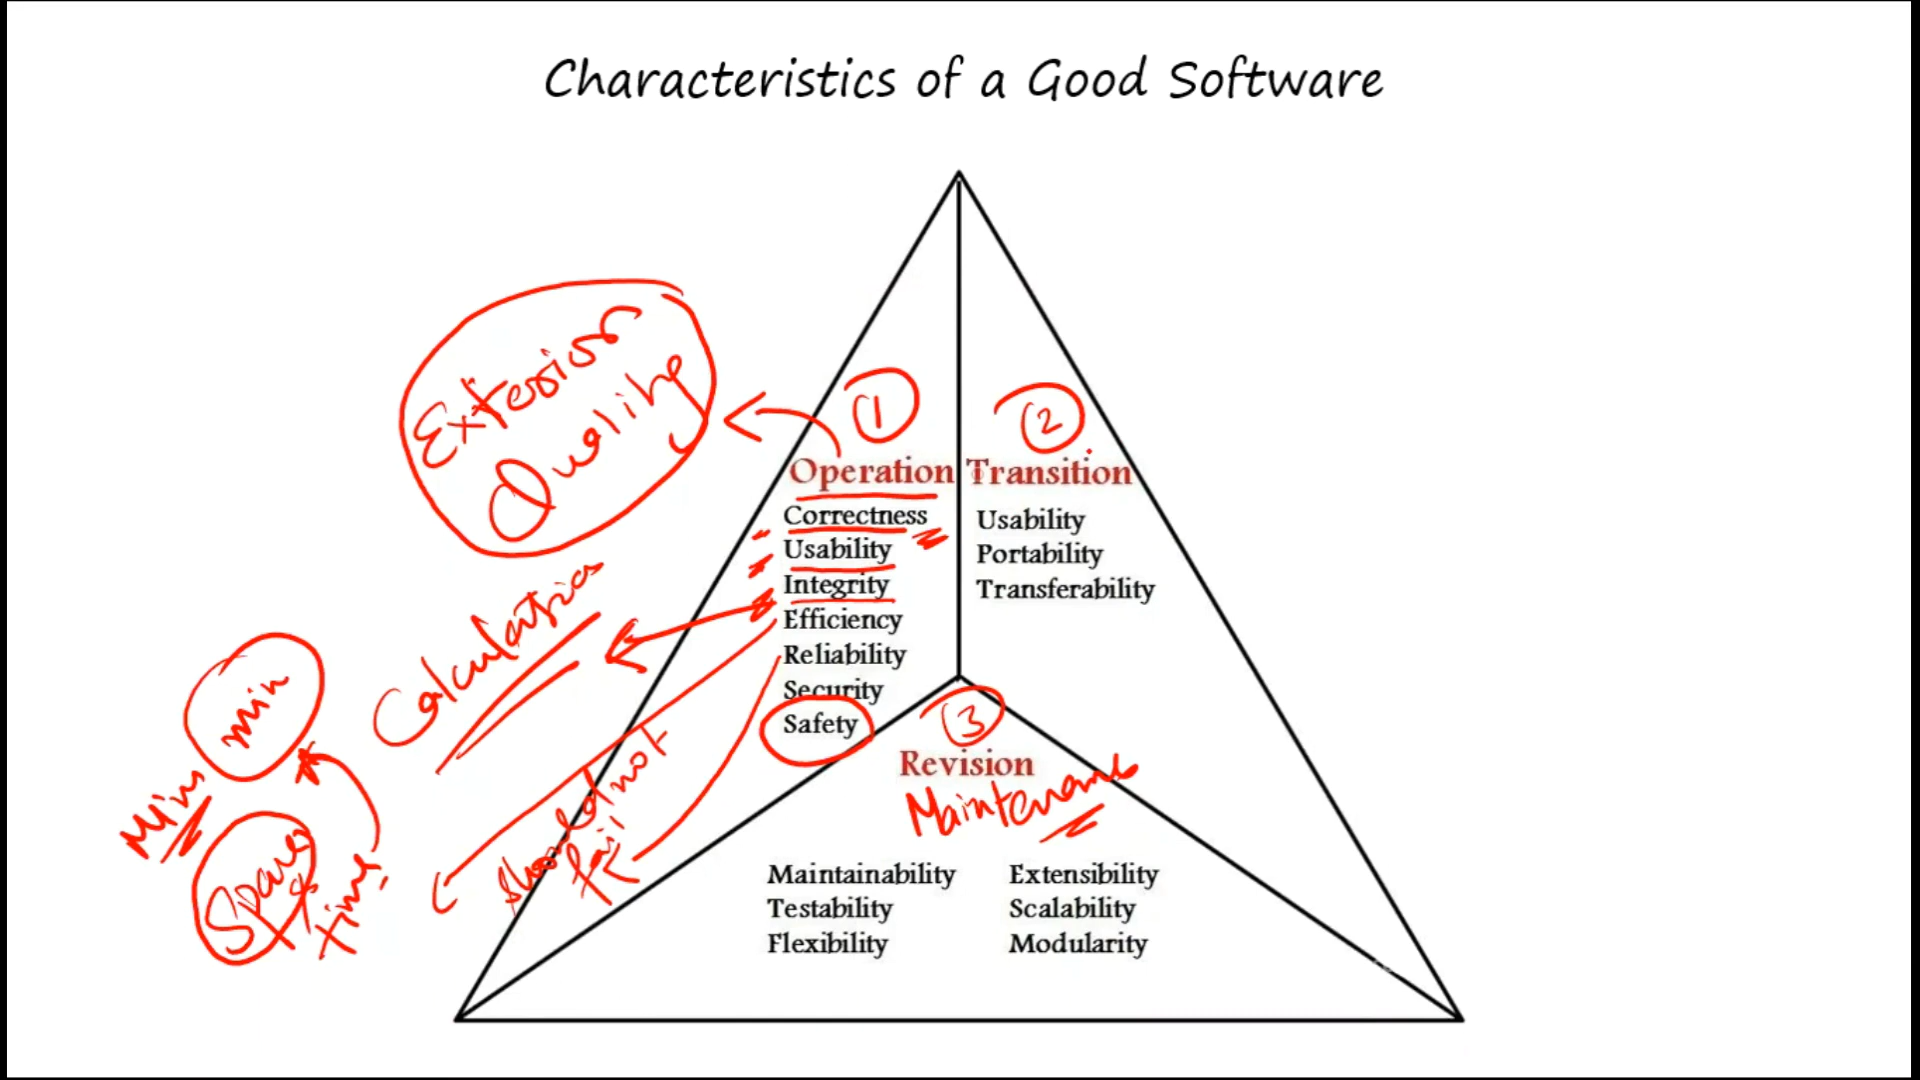 Characteristics of a Good Software
Exterior
Quality
1
2
Operation
Transition
Correctness
Usability
Integrity
Efficiency
Reliability
Security
Safety
Usability
Portability
Transferability
Calculation
min
Mins
Space
&
time
should not
fail
3
Revision
Maintenance
Maintainability
Testability
Flexibility
Extensibility
Scalability
Modularity